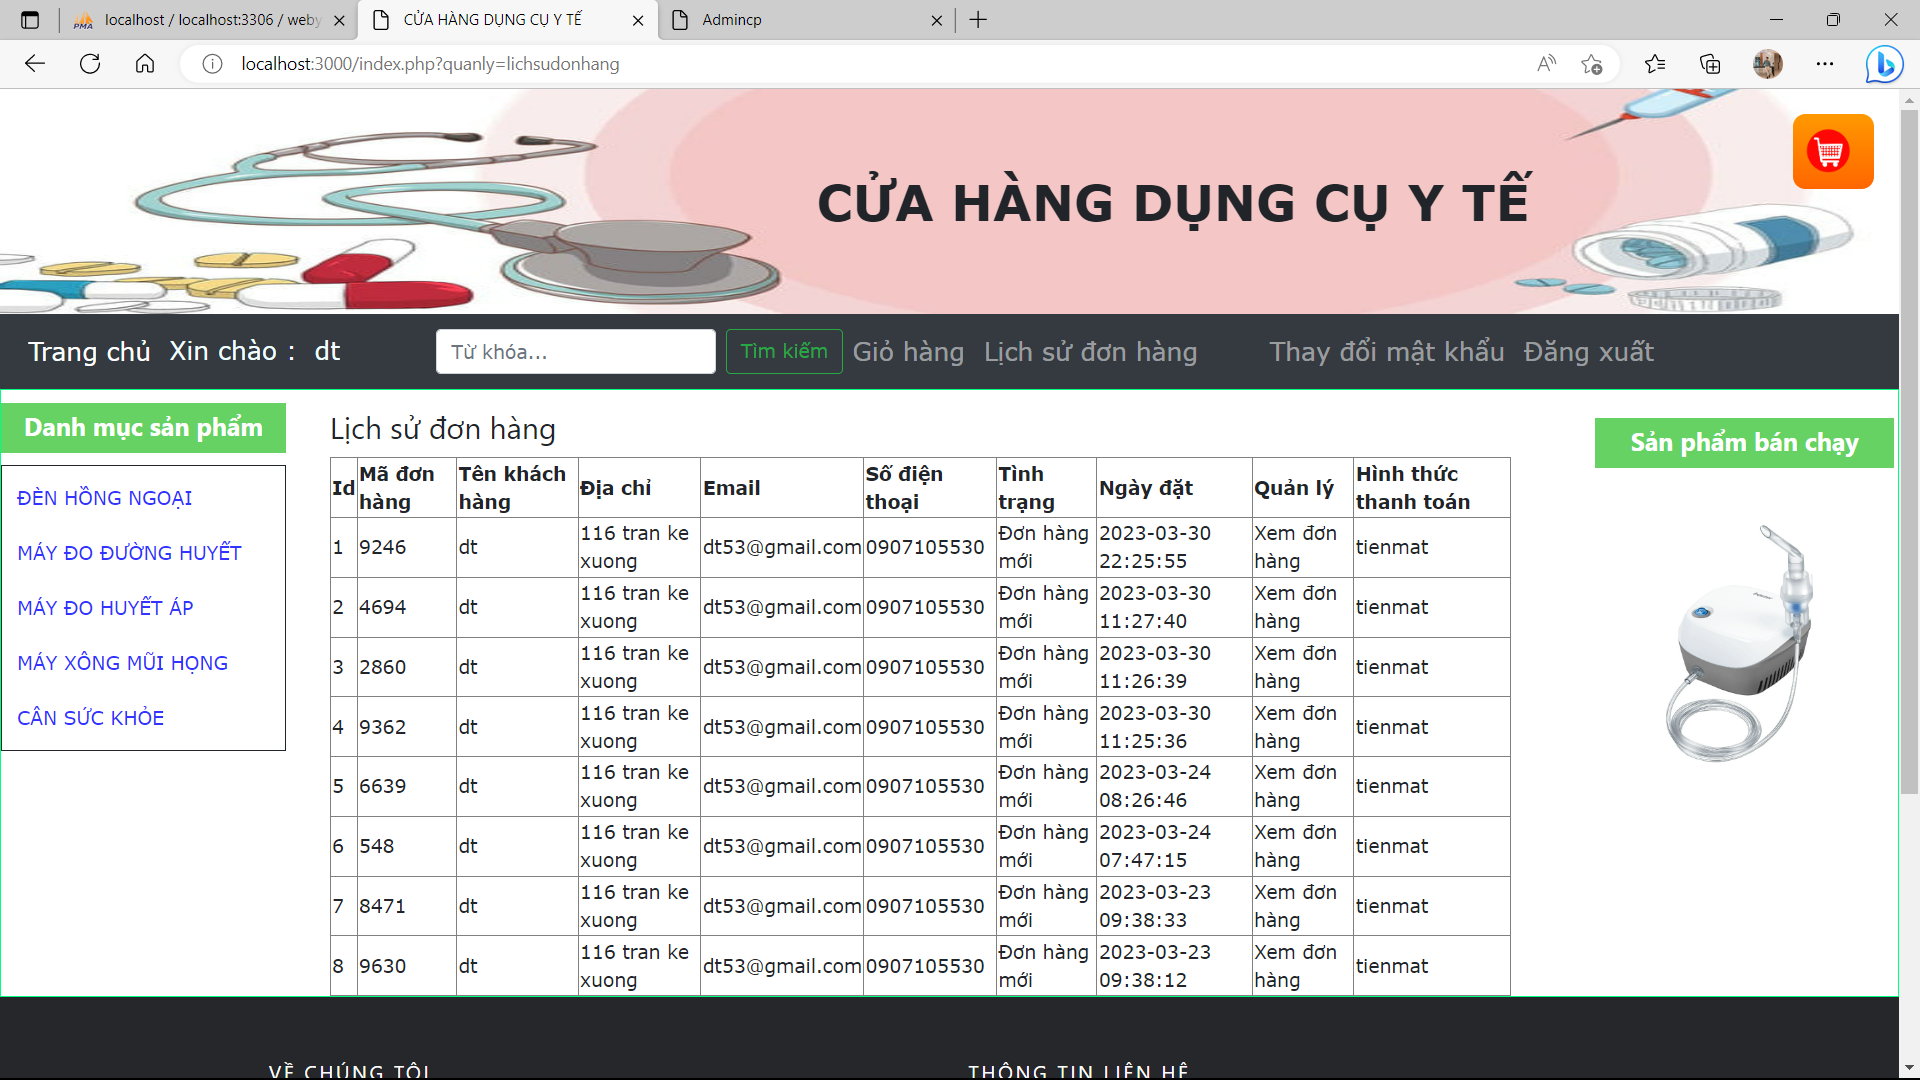 localhost / localhost:3306 / weby
CỬA HÀNG DỤNG CỤ Y TẾ
Admincp
localhost:3000/index.php?quanly=lichsudonhang
CỬA HÀNG DỤNG CỤ Y TẾ
Trang chủ Xin chào : dt Từ khóa... Tìm kiếm Giỏ hàng Lịch sử đơn hàng Thay đổi mật khẩu Đăng xuất
Danh mục sản phẩm
ĐÈN HỒNG NGOẠI
MÁY ĐO ĐƯỜNG HUYẾT
MÁY ĐO HUYẾT ÁP
MÁY XÔNG MŨI HỌNG
CÂN SỨC KHỎE
Lịch sử đơn hàng
Id Mã đơn hàng Tên khách hàng Địa chỉ Email Số điện thoại Tình trạng Ngày đặt Quản lý Hình thức thanh toán
1 9246 dt 116 tran ke xuong dt53@gmail.com 0907105530 Đơn hàng mới 2023-03-30 22:25:55 Xem đơn hàng tienmat
2 4694 dt 116 tran ke xuong dt53@gmail.com 0907105530 Đơn hàng mới 2023-03-30 11:27:40 Xem đơn hàng tienmat
3 2860 dt 116 tran ke xuong dt53@gmail.com 0907105530 Đơn hàng mới 2023-03-30 11:26:39 Xem đơn hàng tienmat
4 9362 dt 116 tran ke xuong dt53@gmail.com 0907105530 Đơn hàng mới 2023-03-30 11:25:36 Xem đơn hàng tienmat
5 6639 dt 116 tran ke xuong dt53@gmail.com 0907105530 Đơn hàng mới 2023-03-24 08:26:46 Xem đơn hàng tienmat
6 548 dt 116 tran ke xuong dt53@gmail.com 0907105530 Đơn hàng mới 2023-03-24 07:47:15 Xem đơn hàng tienmat
7 8471 dt 116 tran ke xuong dt53@gmail.com 0907105530 Đơn hàng mới 2023-03-23 09:38:33 Xem đơn hàng tienmat
8 9630 dt 116 tran ke xuong dt53@gmail.com 0907105530 Đơn hàng mới 2023-03-23 09:38:12 Xem đơn hàng tienmat
Sản phẩm bán chạy
VỀ CHÚNG TÔI
THÔNG TIN LIÊN HỆ